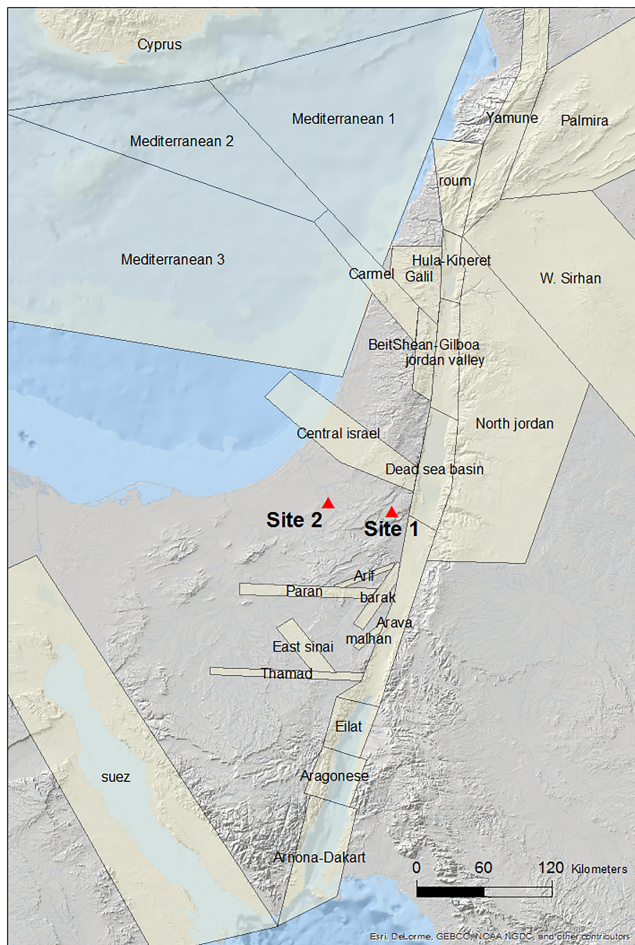 Cyprus
Mediterranean 1
Yamune
Palmira
Mediterranean 2
roum
Mediterranean 3
Hula-Kineret
Carmel
Galil
W. Sirhan
BeitShean-Gilboa
jordan valley
North jordan
Central israel
Dead sea basin
Site 2
Site 1
Arif
Paran
barak
Arava
malhan
East sinai
Thamad
Eilat
suez
Aragonese
Arnona-Dakart
0 60 120 Kilometers
Esri, DeLorme, GEBCO, NOAA NGDC, and other contributors